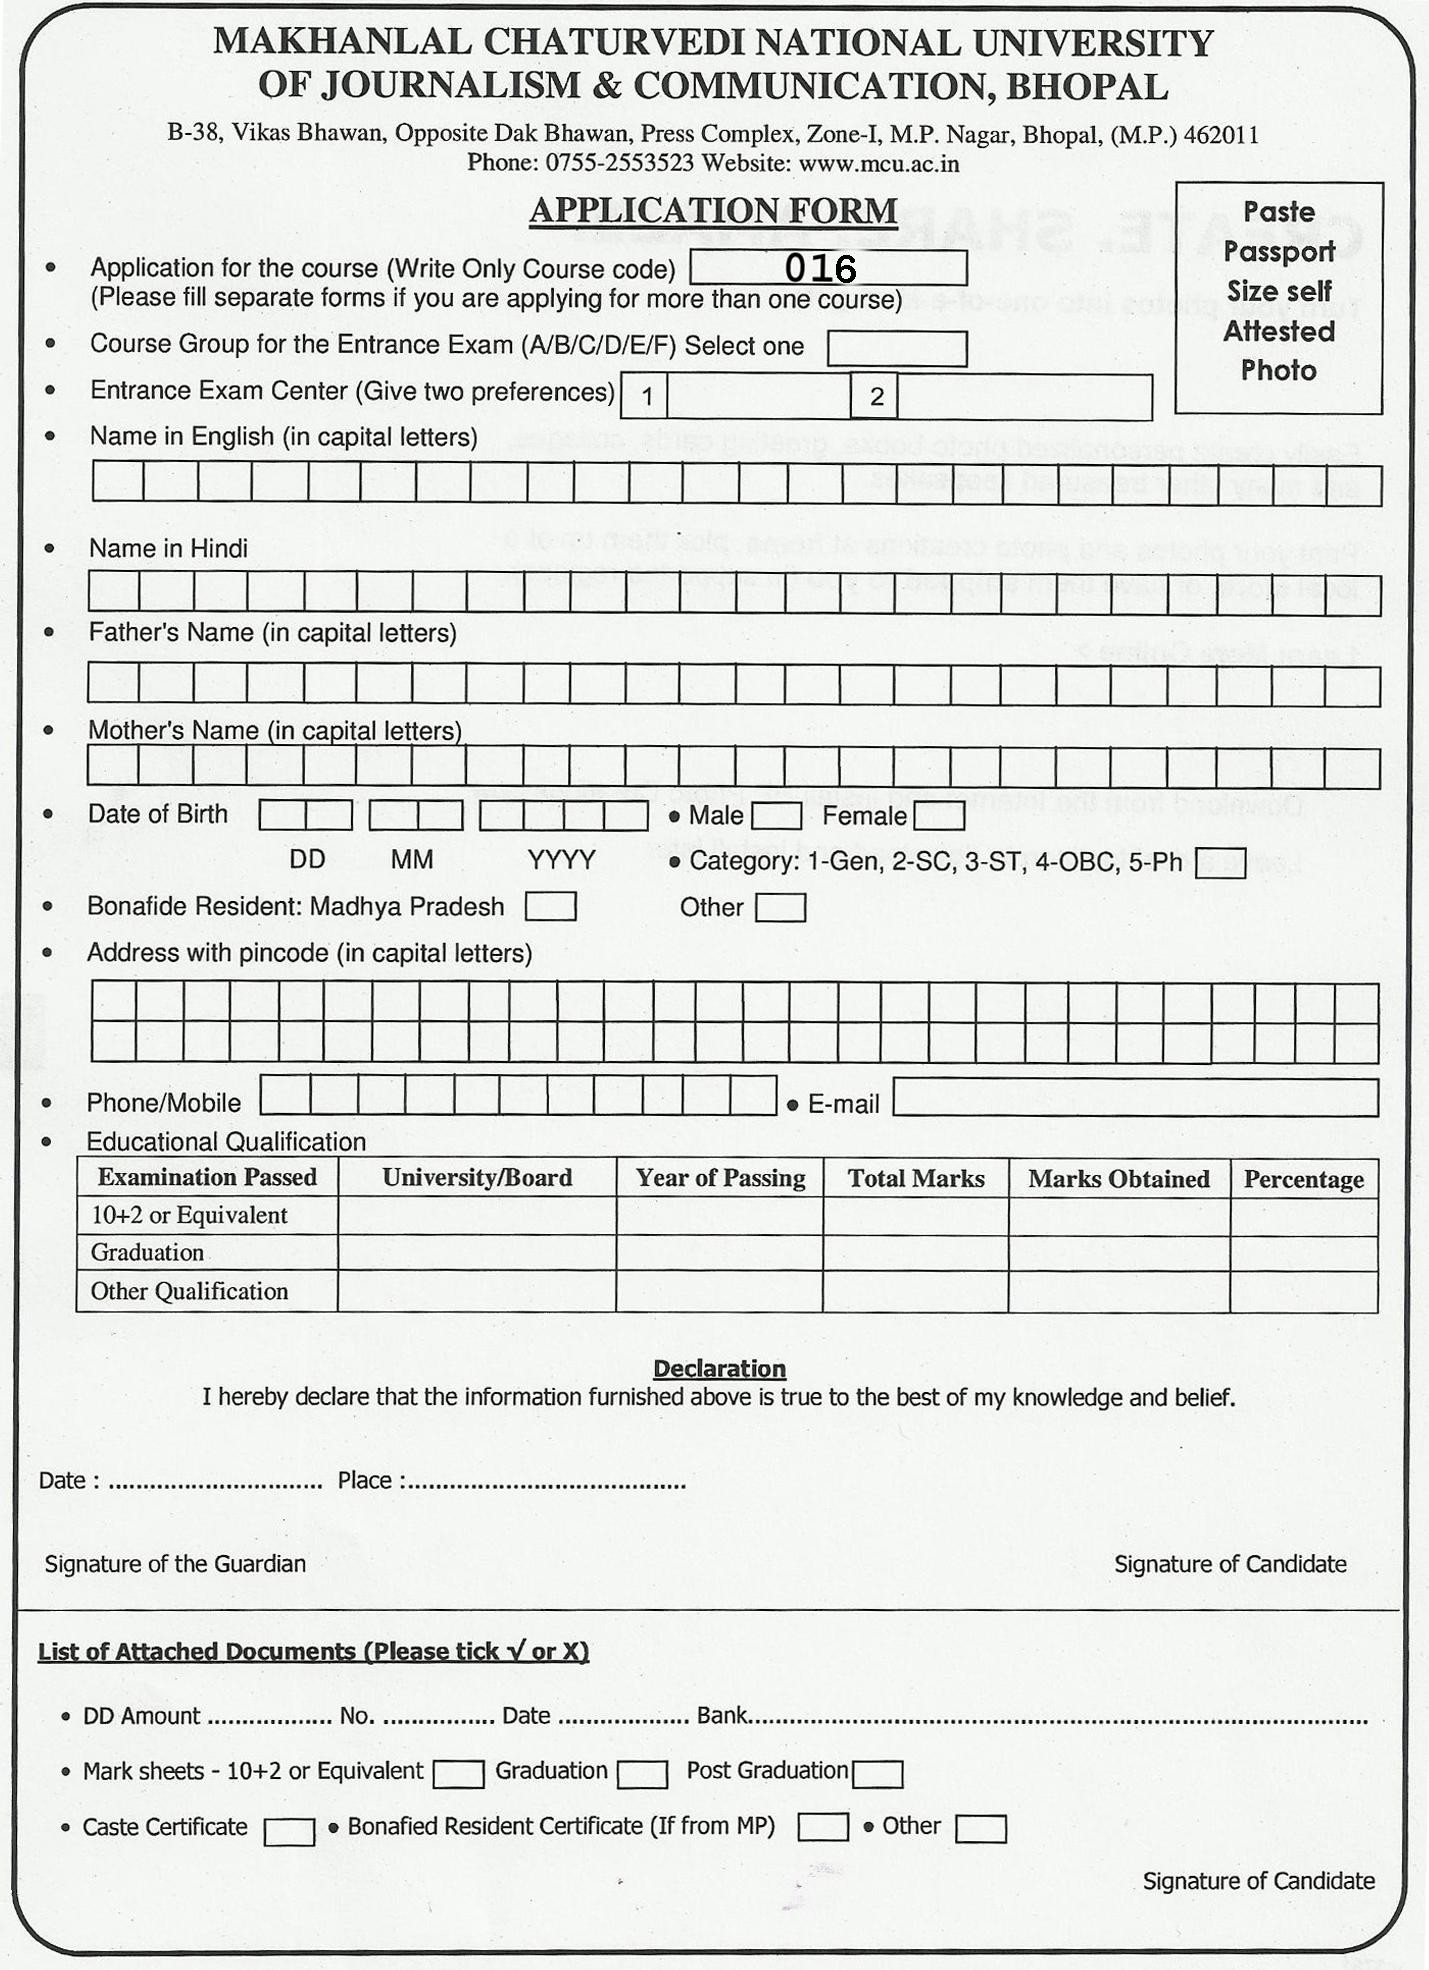 MAKHANLAL CHATURVEDI NATIONAL UNIVERSITY
OF JOURNALISM & COMMUNICATION, BHOPAL
B-38, Vikas Bhawan, Opposite Dak Bhawan, Press Complex, Zone-I, M.P. Nagar, Bhopal, (M.P.) 462011
Phone: 0755-2553523 Website: www.mcu.ac.in
APPLICATION FORM
Paste
Passport
Size self
Attested
Photo
• Application for the course (Write Only Course code) 016
(Please fill separate forms if you are applying for more than one course)
• Course Group for the Entrance Exam (A/B/C/D/E/F) Select one
• Entrance Exam Center (Give two preferences) 1 2
• Name in English (in capital letters)
• Name in Hindi
• Father's Name (in capital letters)
• Mother's Name (in capital letters)
• Date of Birth • Male Female
DD MM YYYY • Category: 1-Gen, 2-SC, 3-ST, 4-OBC, 5-Ph
• Bonafide Resident: Madhya Pradesh Other
• Address with pincode (in capital letters)
• Phone/Mobile • E-mail
• Educational Qualification
Examination Passed University/Board Year of Passing Total Marks Marks Obtained Percentage
10+2 or Equivalent
Graduation
Other Qualification
Declaration
I hereby declare that the information furnished above is true to the best of my knowledge and belief.
Date : ................................ Place :.........................................
Signature of the Guardian Signature of Candidate
List of Attached Documents (Please tick √ or X)
• DD Amount .................. No. ................ Date ................... Bank..........................................................................................
• Mark sheets - 10+2 or Equivalent Graduation Post Graduation
• Caste Certificate • Bonafied Resident Certificate (If from MP) • Other
Signature of Candidate